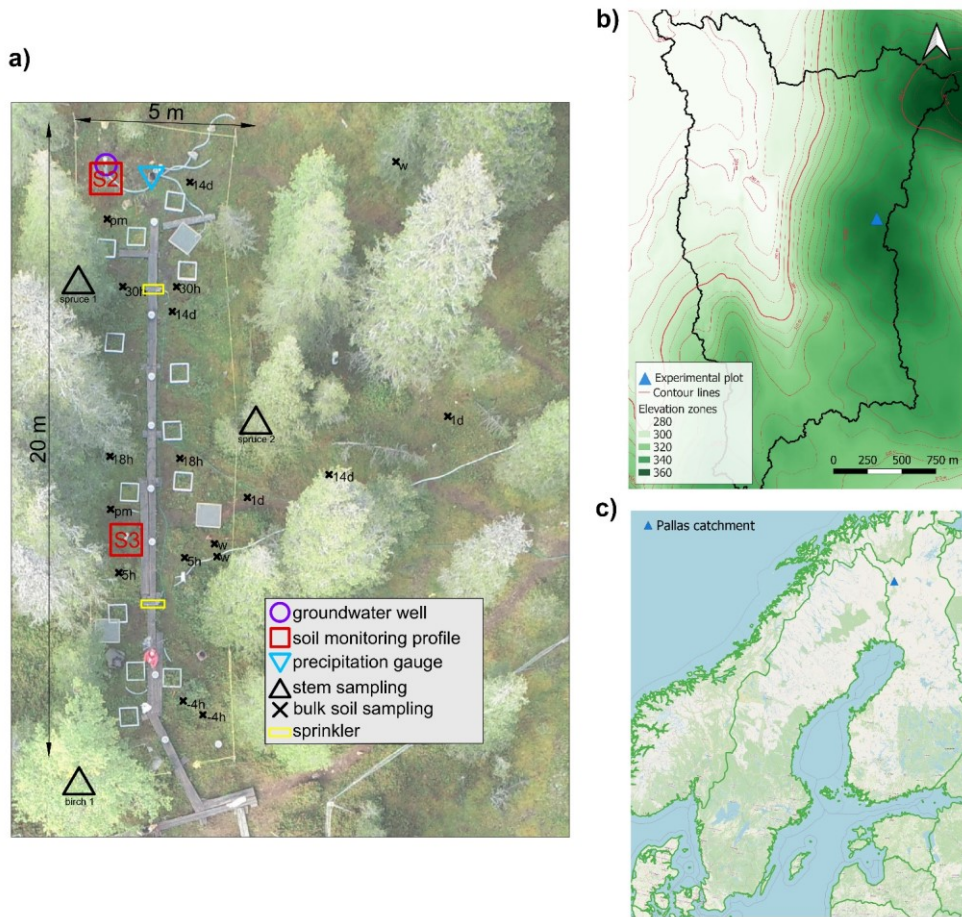 a)
5 m
20 m
S2
w
14d
pm
spruce 1
30h
30h
14d
spruce 2
1d
18h
18h
14d
1d
pm
S3
w
w
5h
5h
-4h
-4h
birch 1
groundwater well
soil monitoring profile
precipitation gauge
stem sampling
bulk soil sampling
sprinkler
b)
Experimental plot
Contour lines
Elevation zones
280
300
320
340
360
0 250 500 750 m
c)
Pallas catchment